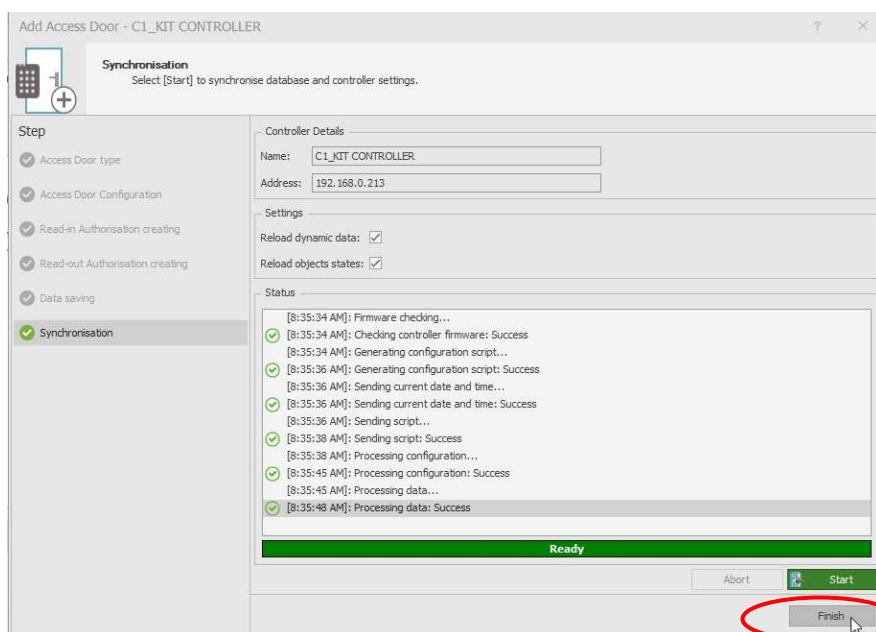 Add Access Door - C1_KIT CONTROLLER
?
Synchronisation
Select [Start] to synchronise database and controller settings.
Step
Access Door type
Access Door Configuration
Read-in Authorisation creating
Read-out Authorisation creating
Data saving
Synchronisation
Controller Details
Name: C1_KIT CONTROLLER
Address: 192.168.0.213
Settings
Reload dynamic data:
Reload objects states:
Status
[8:35:34 AM]: Firmware checking...
[8:35:34 AM]: Checking controller firmware: Success
[8:35:34 AM]: Generating configuration script...
[8:35:36 AM]: Generating configuration script: Success
[8:35:36 AM]: Sending current date and time...
[8:35:36 AM]: Sending current date and time: Success
[8:35:36 AM]: Sending script...
[8:35:38 AM]: Sending script: Success
[8:35:38 AM]: Processing configuration...
[8:35:45 AM]: Processing configuration: Success
[8:35:45 AM]: Processing data...
[8:35:48 AM]: Processing data: Success
Ready
Abort
Start
Finish